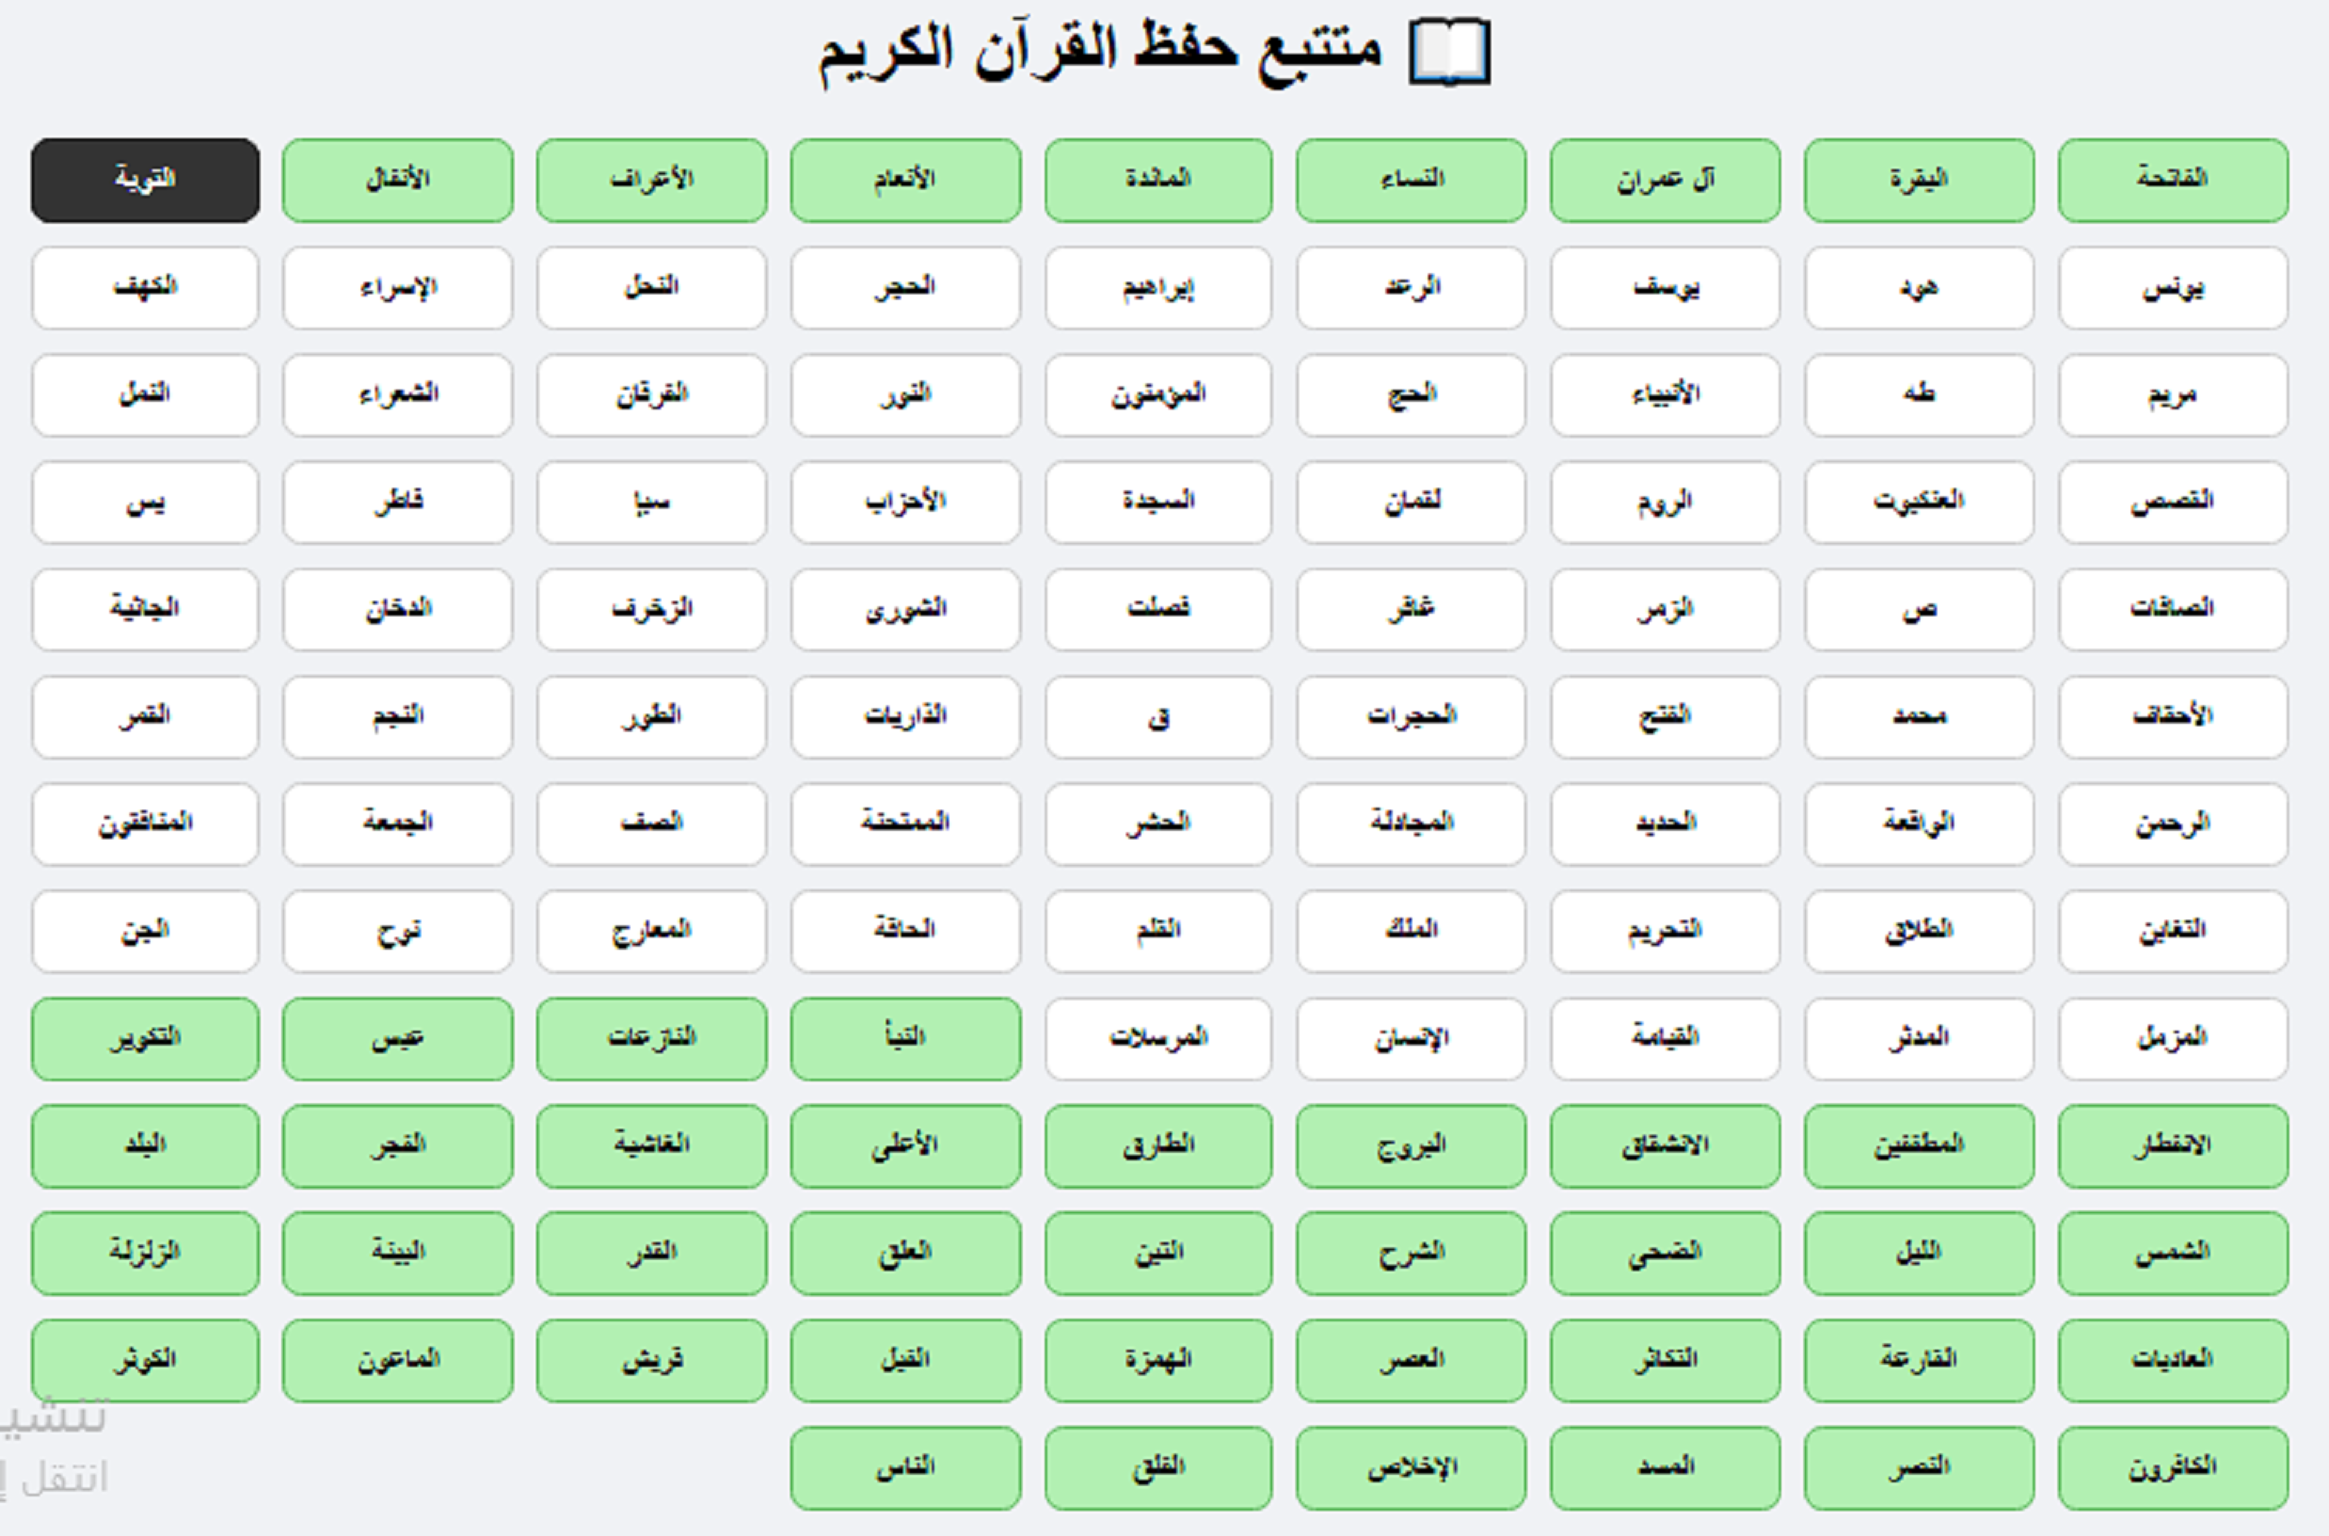 متتبع حفظ القرآن الكريم
الفاتحة البقرة آل عمران النساء المائدة الأنعام الأعراف الأنفال التوبة
يونس هود يوسف الرعد إبراهيم الحجر النحل الإسراء الكهف
مريم طه الأنبياء الحج المؤمنون النور الفرقان الشعراء النمل
القصص العنكبوت الروم لقمان السجدة الأحزاب سبإ فاطر يس
الصافات ص الزمر غافر فصلت الشورى الزخرف الدخان الجاثية
الأحقاف محمد الفتح الحجرات ق الذاريات الطور النجم القمر
الرحمن الواقعة الحديد المجادلة الحشر الممتحنة الصف الجمعة المنافقون
التغابن الطلاق التحريم الملك القلم الحاقة المعارج نوح الجن
المزمل المدثر القيامة الإنسان المرسلات النبأ النازعات عبس التكوير
الانفطار المطففين الانشقاق البروج الطارق الأعلى الغاشية الفجر البلد
الشمس الليل الضحى الشرح التين العلق القدر البينة الزلزلة
العاديات القارعة التكاثر العصر الهمزة الفيل قريش الماعون الكوثر
الكافرون النصر المسد الإخلاص الفلق الناس
تنشي
انتقل إ